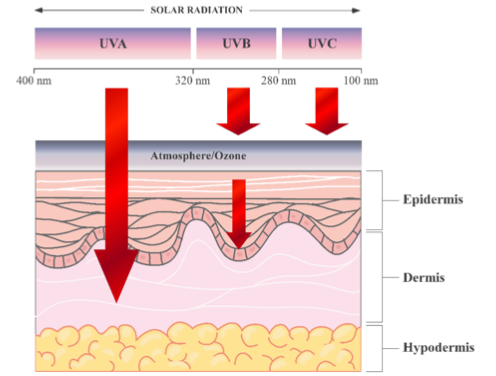 SOLAR RADIATION
UVA UVB UVC
400 nm 320 nm 280 nm 100 nm
Atmosphere/Ozone
Epidermis
Dermis
Hypodermis